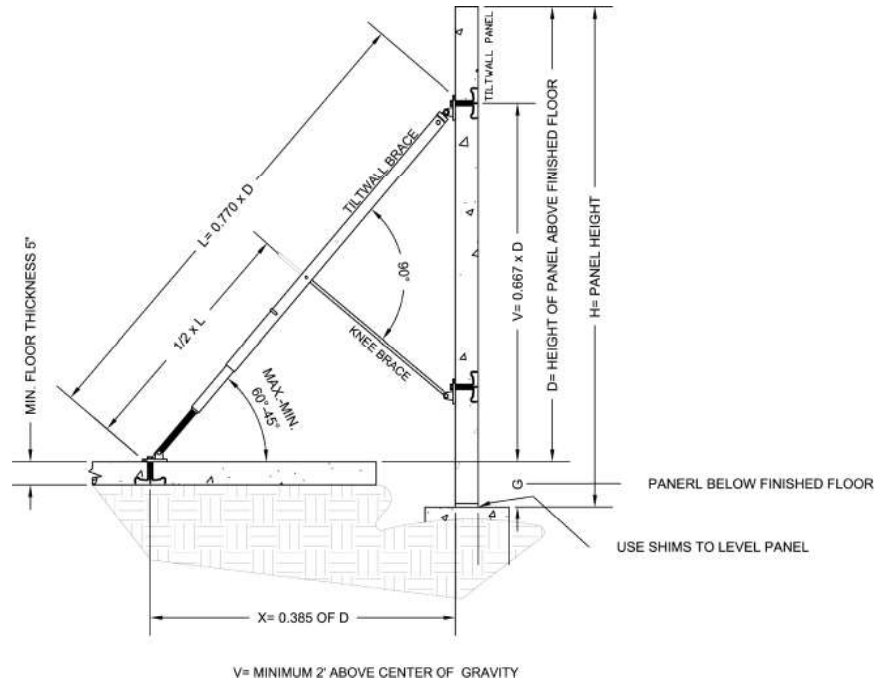 TILTWALL PANEL
TILTWALL BRACE
L= 0.770 x D
1/2 x L
90°
KNEE BRACE
MAX.-MIN.
60°-45°
MIN. FLOOR THICKNESS 5"
V= 0.667 x D
D= HEIGHT OF PANEL ABOVE FINISHED FLOOR
H= PANEL HEIGHT
G
PANERL BELOW FINISHED FLOOR
USE SHIMS TO LEVEL PANEL
X= 0.385 OF D
V= MINIMUM 2' ABOVE CENTER OF GRAVITY